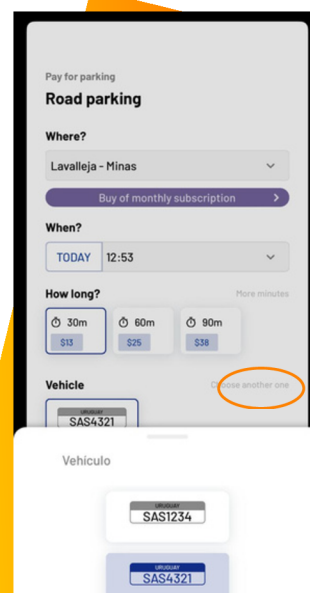 Pay for parking
Road parking
Where?
Lavalleja - Minas
Buy of monthly subscription
When?
TODAY 12:53
How long? More minutes
30m 60m 90m
$13 $25 $38
Vehicle Choose another one
URUGUAY
SAS4321
Vehículo
URUGUAY
SAS1234
URUGUAY
SAS4321